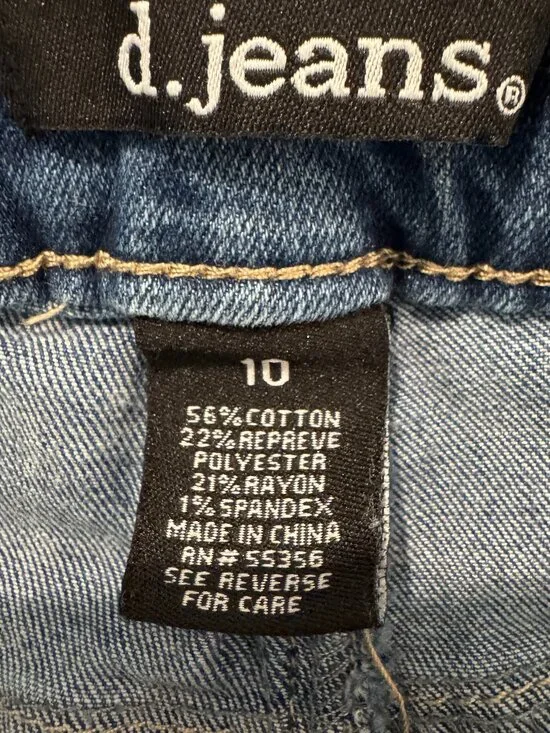 d.jeans®
10
56%COTTON
22%REPREVE
POLYESTER
21%RAYON
1%SPANDEX
MADE IN CHINA
RN# 55356
SEE REVERSE
FOR CARE